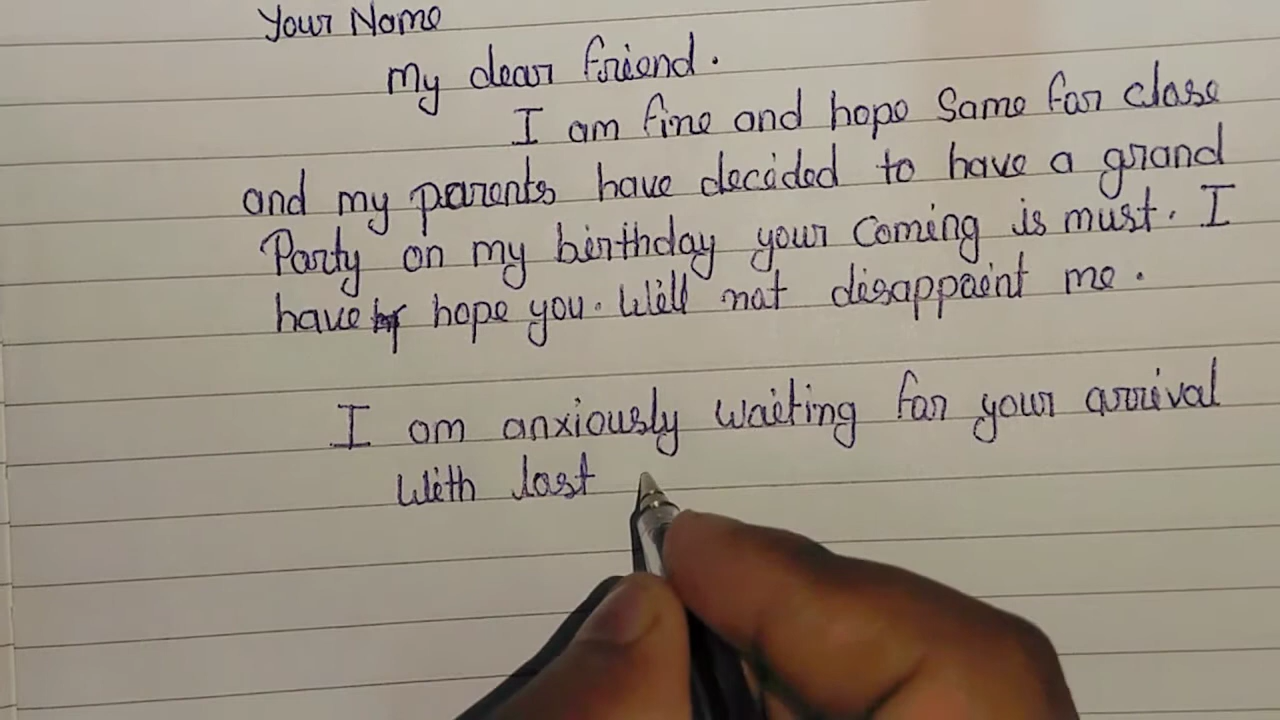 Your Name
My dear friend.
I am fine and hope Same for close
and my parents have decided to have a grand
Party on my birthday your Coming is must. I
have hope you. Will not disappoint me.
I am anxiously waiting for your arrival
With last